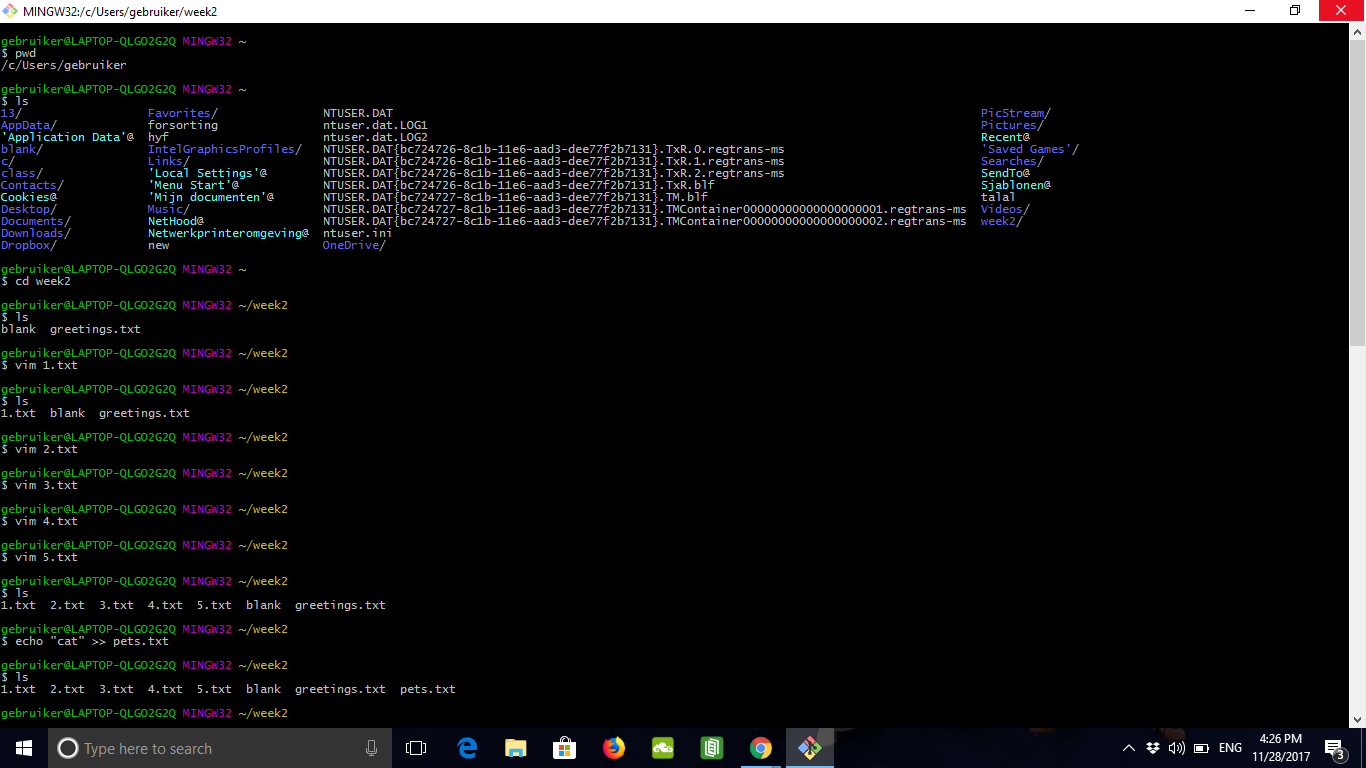 MINGW32:/c/Users/gebruiker/week2
gebruiker@LAPTOP-QLGO2G2Q MINGW32 ~
$ pwd
/c/Users/gebruiker
gebruiker@LAPTOP-QLGO2G2Q MINGW32 ~
$ ls
13/ Favorites/ NTUSER.DAT PicStream/
AppData/ forsorting ntuser.dat.LOG1 Pictures/
'Application Data'@ hyf ntuser.dat.LOG2 Recent@
blank/ IntelGraphicsProfiles/ NTUSER.DAT{bc724726-8c1b-11e6-aad3-dee77f2b7131}.TxR.0.regtrans-ms 'Saved Games'/
c/ Links/ NTUSER.DAT{bc724726-8c1b-11e6-aad3-dee77f2b7131}.TxR.1.regtrans-ms Searches/
class/ 'Local Settings'@ NTUSER.DAT{bc724726-8c1b-11e6-aad3-dee77f2b7131}.TxR.2.regtrans-ms SendTo@
Contacts/ 'Menu Start'@ NTUSER.DAT{bc724726-8c1b-11e6-aad3-dee77f2b7131}.TxR.blf Sjablonen@
Cookies@ 'Mijn documenten'@ NTUSER.DAT{bc724727-8c1b-11e6-aad3-dee77f2b7131}.TM.blf talal
Desktop/ Music/ NTUSER.DAT{bc724727-8c1b-11e6-aad3-dee77f2b7131}.TMContainer00000000000000000001.regtrans-ms Videos/
Documents/ NetHood@ NTUSER.DAT{bc724727-8c1b-11e6-aad3-dee77f2b7131}.TMContainer00000000000000000002.regtrans-ms week2/
Downloads/ Netwerkprinteromgeving@ ntuser.ini
Dropbox/ new OneDrive/
gebruiker@LAPTOP-QLGO2G2Q MINGW32 ~
$ cd week2
gebruiker@LAPTOP-QLGO2G2Q MINGW32 ~/week2
$ ls
blank greetings.txt
gebruiker@LAPTOP-QLGO2G2Q MINGW32 ~/week2
$ vim 1.txt
gebruiker@LAPTOP-QLGO2G2Q MINGW32 ~/week2
$ ls
1.txt blank greetings.txt
gebruiker@LAPTOP-QLGO2G2Q MINGW32 ~/week2
$ vim 2.txt
gebruiker@LAPTOP-QLGO2G2Q MINGW32 ~/week2
$ vim 3.txt
gebruiker@LAPTOP-QLGO2G2Q MINGW32 ~/week2
$ vim 4.txt
gebruiker@LAPTOP-QLGO2G2Q MINGW32 ~/week2
$ vim 5.txt
gebruiker@LAPTOP-QLGO2G2Q MINGW32 ~/week2
$ ls
1.txt 2.txt 3.txt 4.txt 5.txt blank greetings.txt
gebruiker@LAPTOP-QLGO2G2Q MINGW32 ~/week2
$ echo "cat" >> pets.txt
gebruiker@LAPTOP-QLGO2G2Q MINGW32 ~/week2
$ ls
1.txt 2.txt 3.txt 4.txt 5.txt blank greetings.txt pets.txt
gebruiker@LAPTOP-QLGO2G2Q MINGW32 ~/week2
Type here to search
ENG
4:26 PM
11/28/2017
3